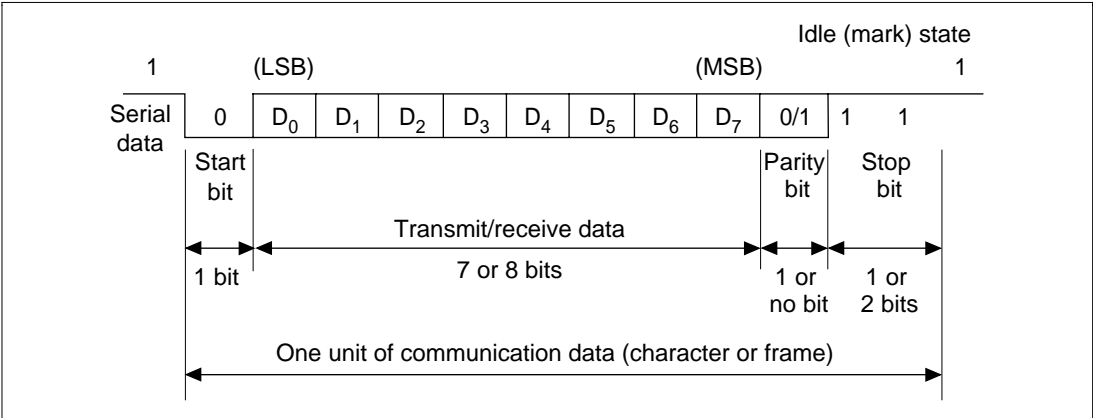 Idle (mark) state
1 (LSB) (MSB) 1
Serial data
0 D0 D1 D2 D3 D4 D5 D6 D7 0/1 1 1
Start bit
Parity bit
Stop bit
Transmit/receive data
1 bit
7 or 8 bits
1 or no bit
1 or 2 bits
One unit of communication data (character or frame)